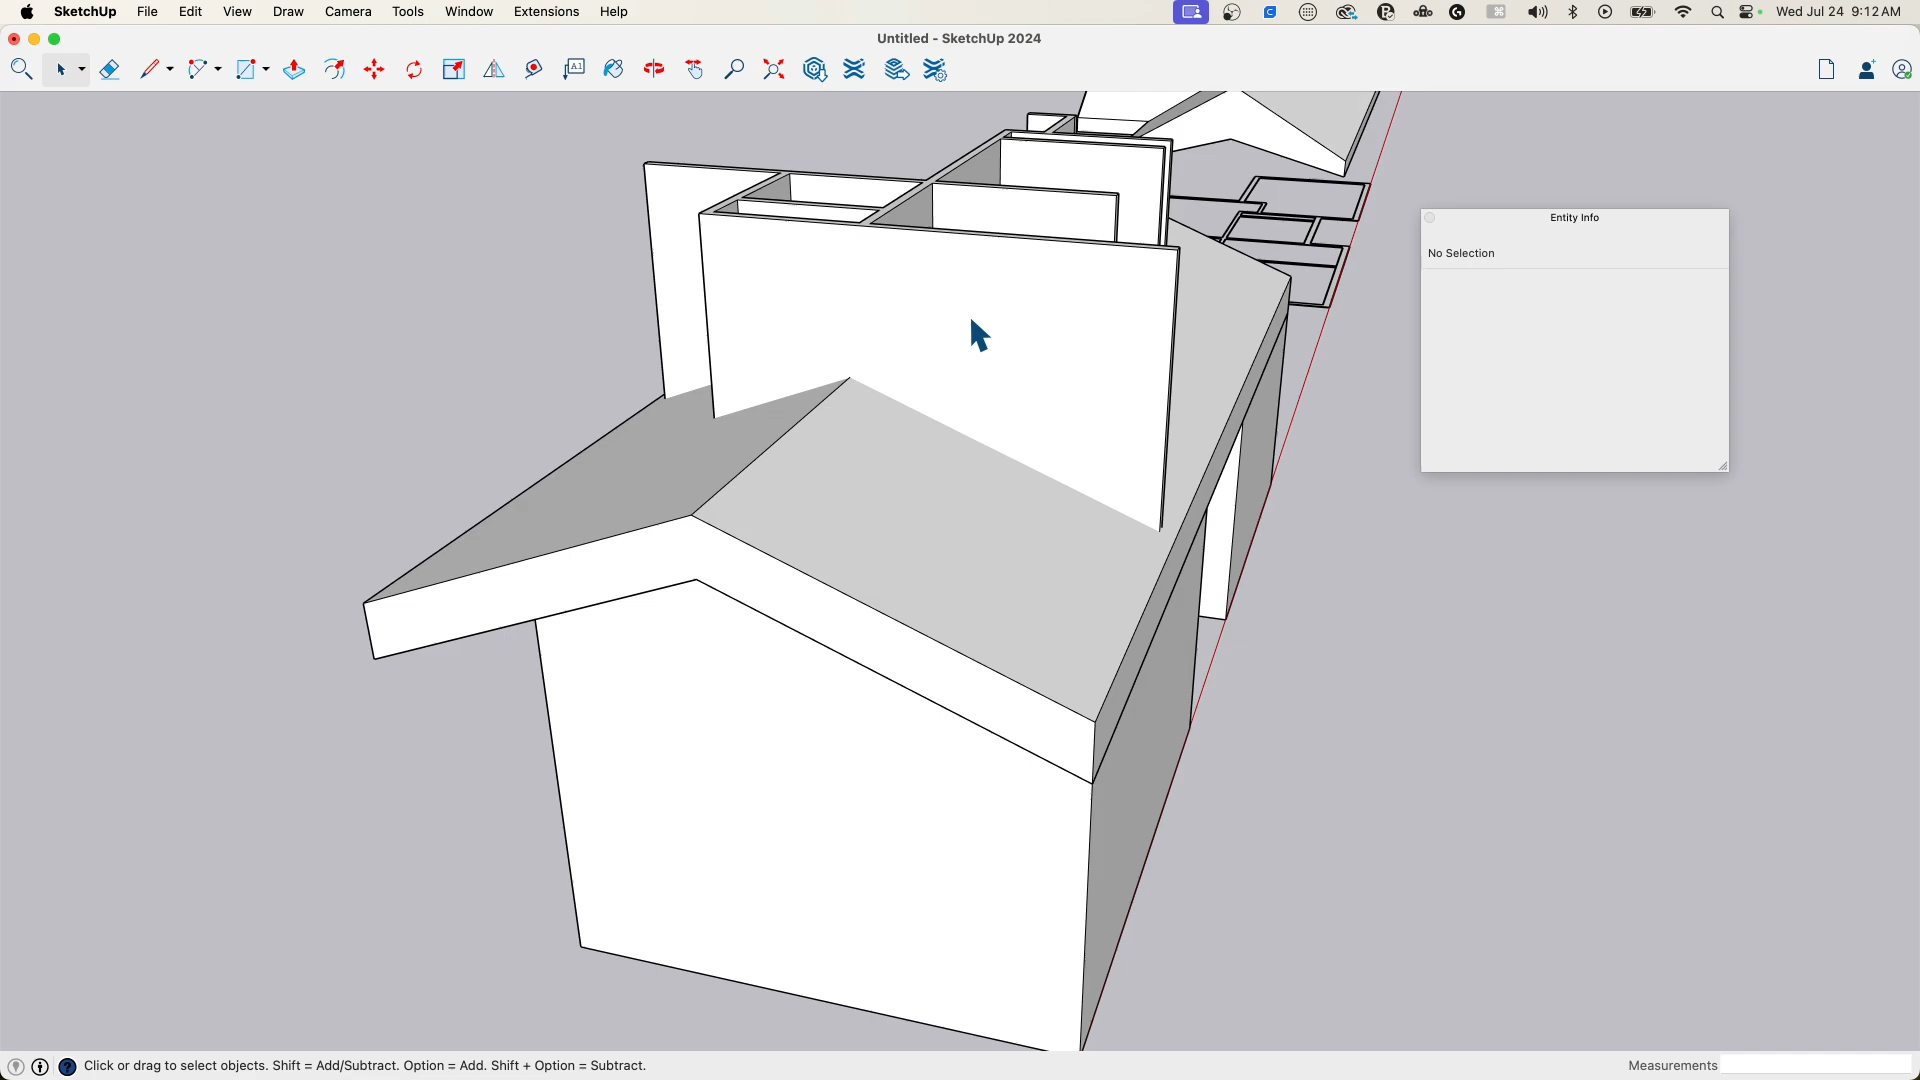 SketchUp File Edit View Draw Camera Tools Window Extensions Help Wed Jul 24 9:12 AM
Untitled - SketchUp 2024
A1
Entity Info
No Selection
Click or drag to select objects. Shift = Add/Subtract. Option = Add. Shift + Option = Subtract.
Measurements